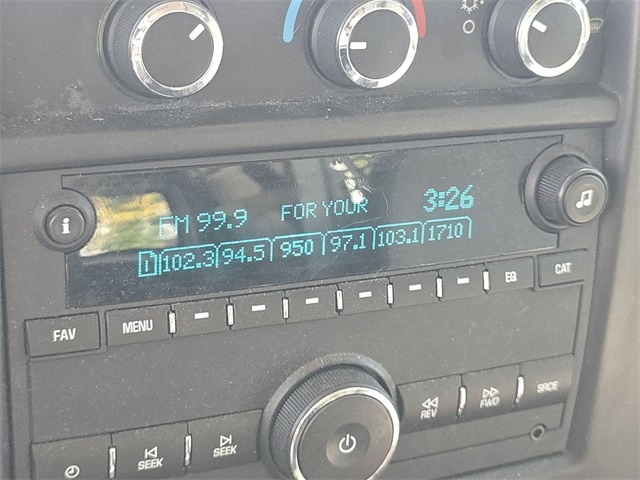 FM 99.9 FOR YOUR 3:26
1 102.3 94.5 950 97.1 103.1 1710
FAV MENU EQ CAT
SEEK SEEK REV FWD SRCE